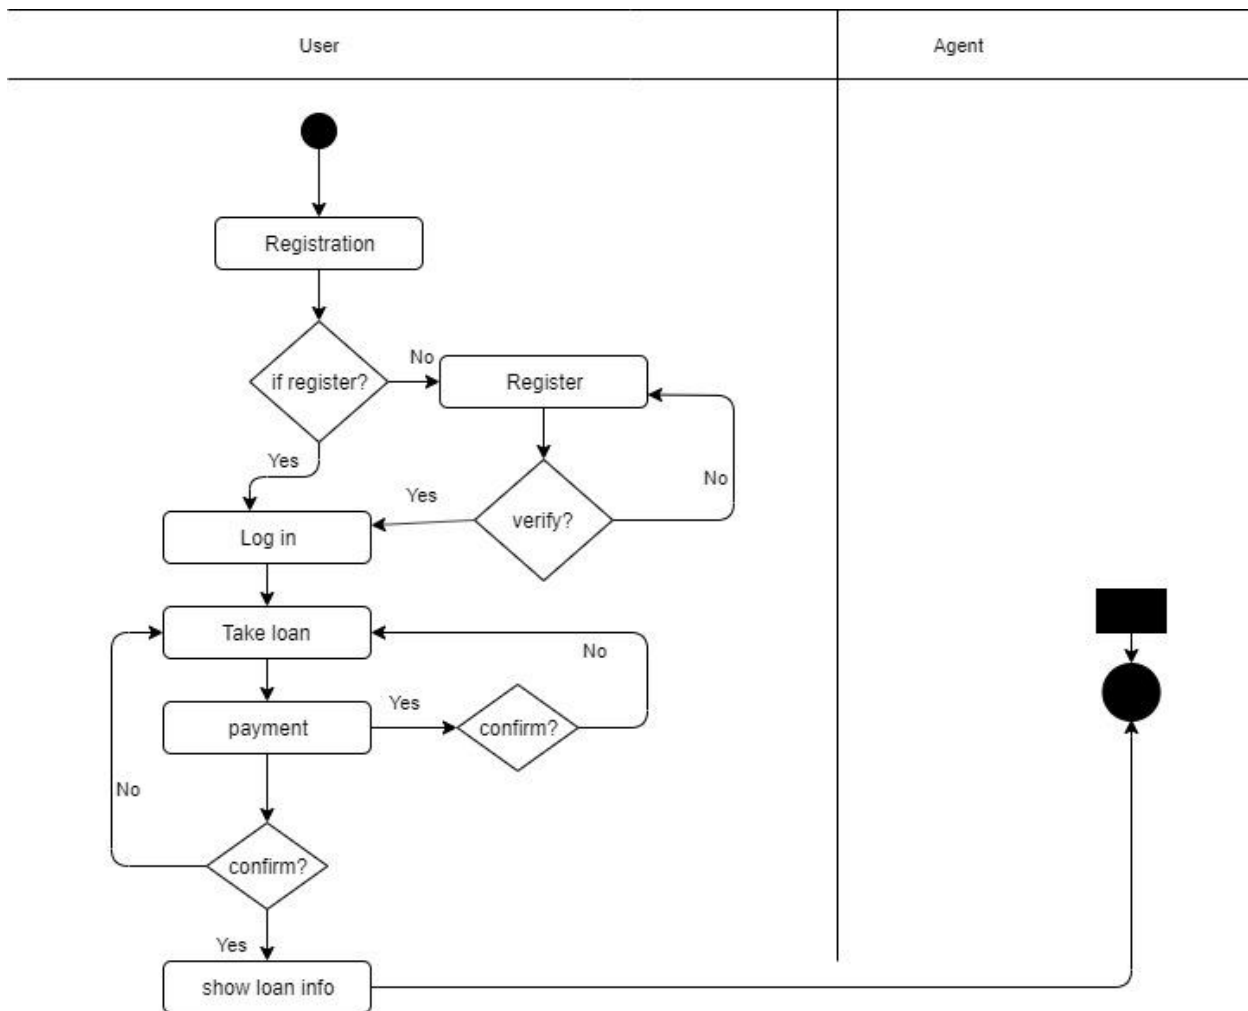 User
Agent
Registration
if register?
No
Register
Yes
Yes
verify?
No
Log in
Take loan
No
payment
Yes
confirm?
No
confirm?
Yes
show loan info